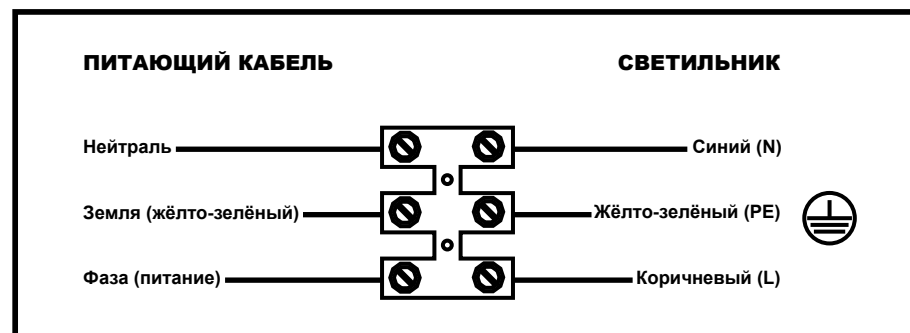 ПИТАЮЩИЙ КАБЕЛЬ СВЕТИЛЬНИК
Нейтраль Синий (N)
Земля (жёлто-зелёный) Жёлто-зелёный (PE)
Фаза (питание) Коричневый (L)